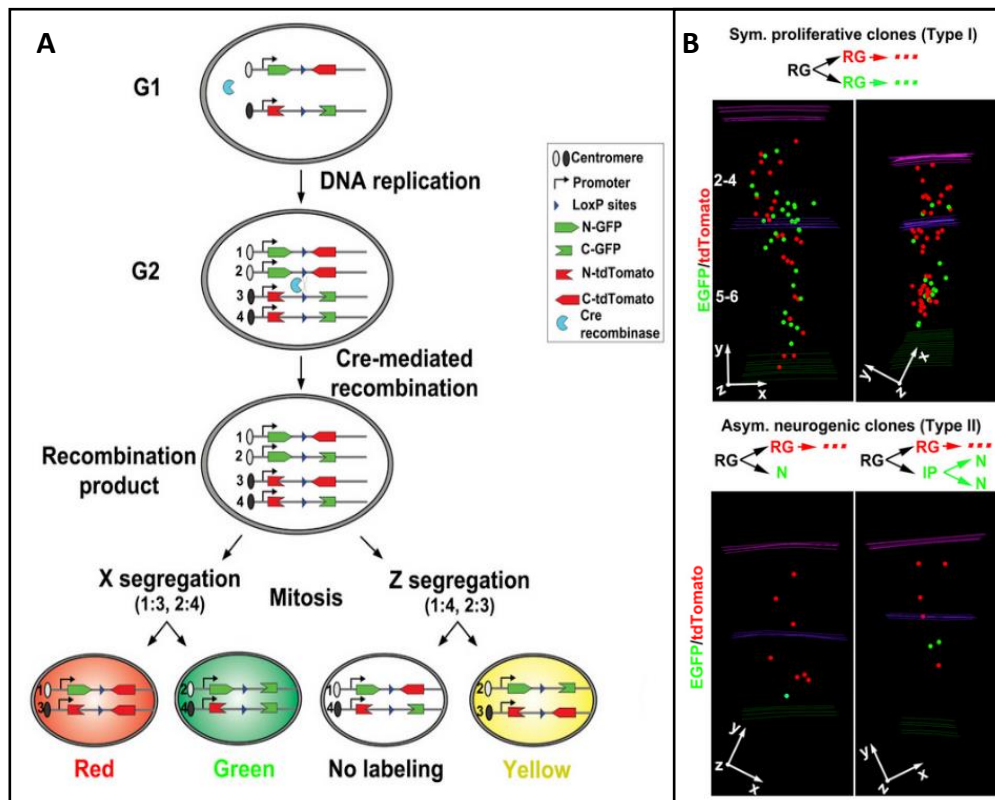 A
G1
DNA replication
G2
1
2
3
4
Cre-mediated
recombination
Recombination
product
1
2
3
4
X segregation
(1:3, 2:4)
Mitosis
Z segregation
(1:4, 2:3)
1
3
2
4
1
4
2
3
Red
Green
No labeling
Yellow
Centromere
Promoter
LoxP sites
N-GFP
C-GFP
N-tdTomato
C-tdTomato
Cre
recombinase
B
Sym. proliferative clones (Type I)
RG
RG
RG
EGFP/tdTomato
2-4
5-6
y
z
x
y
z
x
Asym. neurogenic clones (Type II)
RG
RG
N
RG
RG
IP
N
N
EGFP/tdTomato
y
z
x
y
z
x